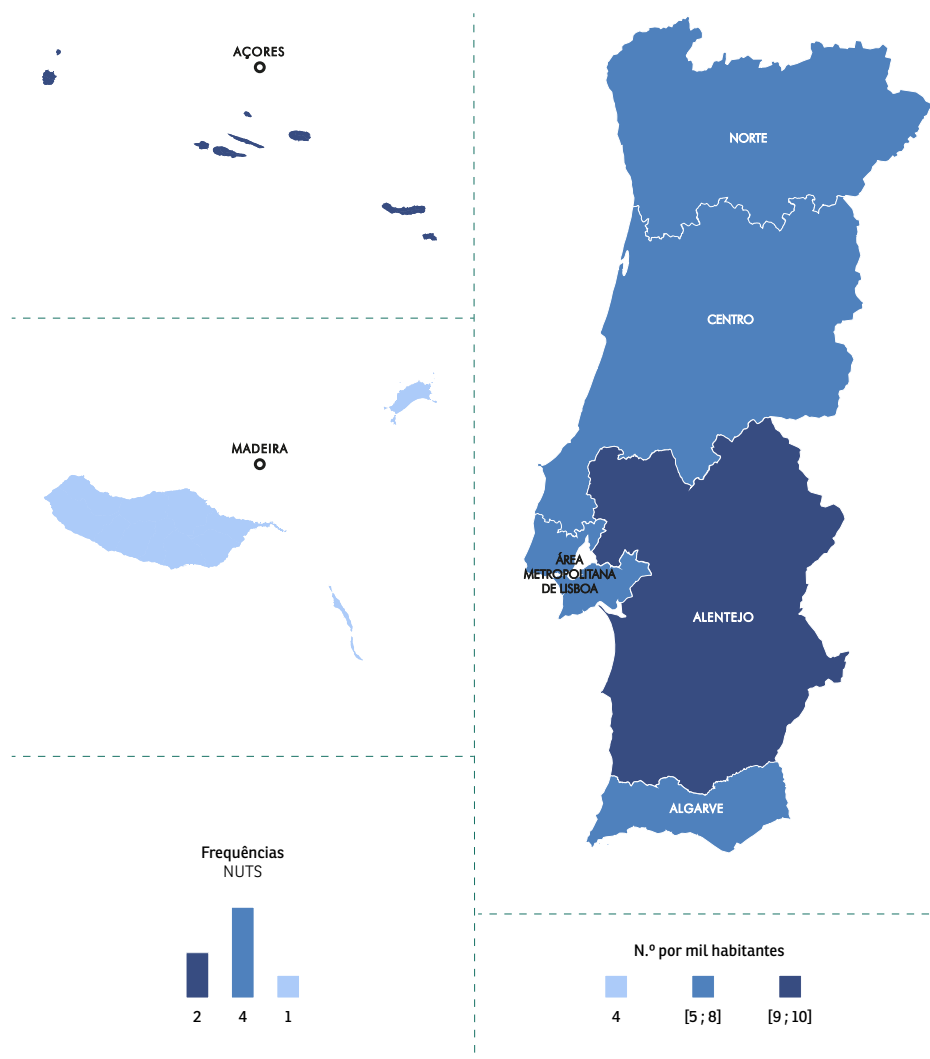 AÇORES
MADEIRA
NORTE
CENTRO
ÁREA
METROPOLITANA
DE LISBOA
ALENTEJO
ALGARVE
Frequências
NUTS
2 4 1
N.º por mil habitantes
4 [5 ; 8] [9 ; 10]